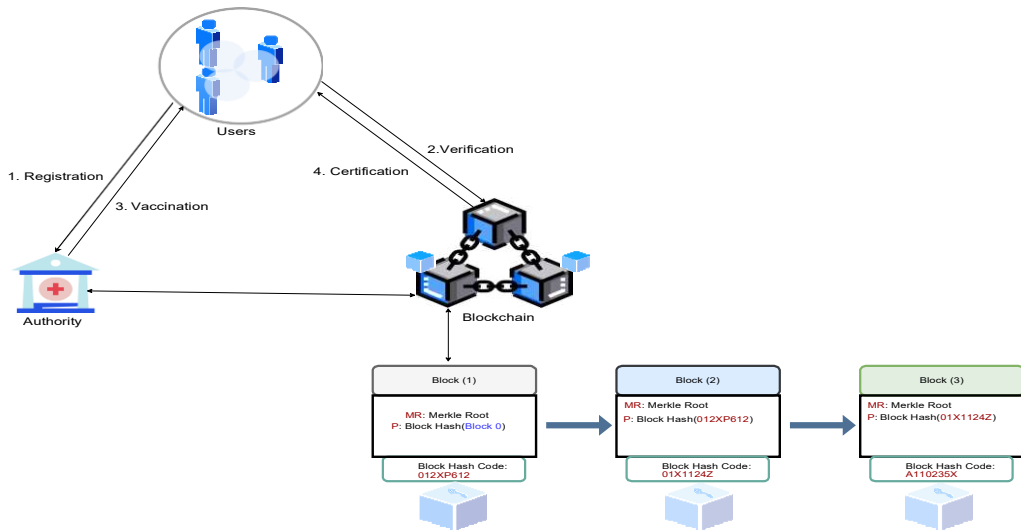 Users
2.Verification
4. Certification
1. Registration
3. Vaccination
Authority
Blockchain
Block (1)
MR: Merkle Root
P: Block Hash(Block 0)
Block Hash Code:
012XP612
Block (2)
MR: Merkle Root
P: Block Hash(012XP612)
Block Hash Code:
01X1124Z
Block (3)
MR: Merkle Root
P: Block Hash(01X1124Z)
Block Hash Code:
A110235X